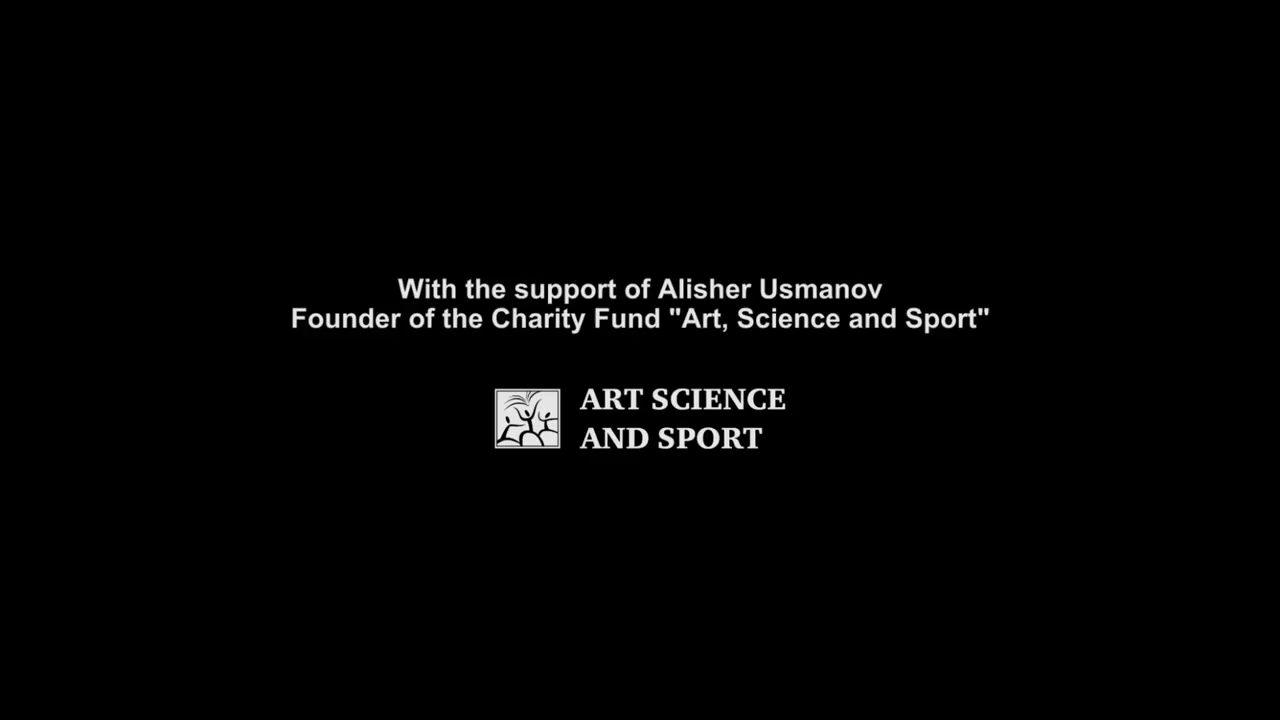 With the support of Alisher Usmanov
Founder of the Charity Fund "Art, Science and Sport"
ART SCIENCE
AND SPORT